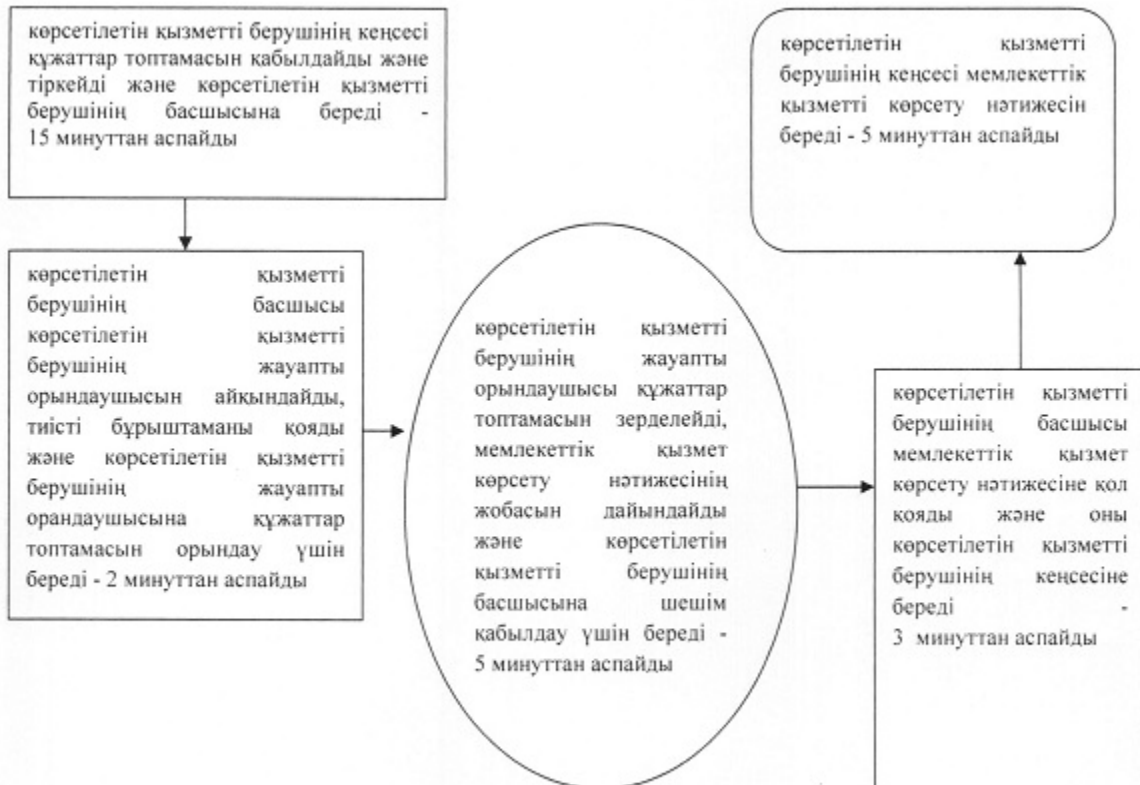 көрсетілетін қызметті берушінің кеңсесі
құжаттар топтамасын қабылдайды және
тіркейді және көрсетілетін қызметті
берушінің басшысына береді -
15 минуттан аспайды
көрсетілетін қызметті
берушінің басшысы
көрсетілетін қызметті
берушінің жауапты
орындаушысын айқындайды,
тиісті бұрыштаманы қояды
және көрсетілетін қызметті
берушінің жауапты
орандаушысына құжаттар
топтамасын орындау үшін
береді - 2 минуттан аспайды
көрсетілетін қызметті
берушінің жауапты
орындаушысы құжаттар
топтамасын зерделейді,
мемлекеттік қызмет
көрсету нәтижесінің
жобасын дайындайды
және көрсетілетін
қызметті берушінің
басшысына шешім
қабылдау үшін береді -
5 минуттан аспайды
көрсетілетін қызметті
берушінің басшысы
мемлекеттік қызмет
көрсету нәтижесіне қол
қояды және оны
көрсетілетін қызметті
берушінің кеңсесіне
береді -
3 минуттан аспайды
көрсетілетін қызметті
берушінің кеңсесі мемлекеттік
қызметті көрсету нәтижесін
береді - 5 минуттан аспайды